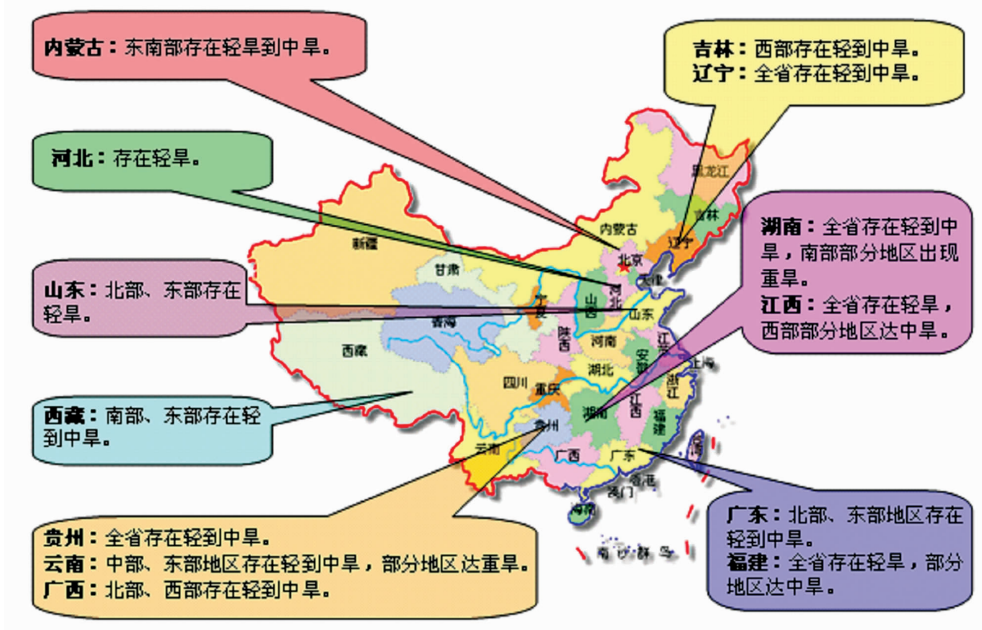 内蒙古：东南部存在轻旱到中旱。
吉林：西部存在轻到中旱。
辽宁：全省存在轻到中旱。
河北：存在轻旱。
湖南：全省存在轻到中
旱，南部部分地区出现
重旱。
江西：全省存在轻旱，
西部部分地区达中旱。
山东：北部、东部存在
轻旱。
西藏：南部、东部存在轻
到中旱。
贵州：全省存在轻到中旱。
云南：中部、东部地区存在轻到中旱，部分地区达重旱。
广西：北部、西部存在轻到中旱。
广东：北部、东部地区存在
轻到中旱。
福建：全省存在轻旱，部分
地区达中旱。
黑龙江
吉林
辽宁
内蒙古
北京
天津
新疆
甘肃
河北
山西
宁夏
山东
青海
陕西
河南
江苏
西藏
安徽
上海
湖北
四川
重庆
浙江
湖南
江西
贵州
福建
云南
广西
广东
台湾
香港
澳门
海南
南沙群岛